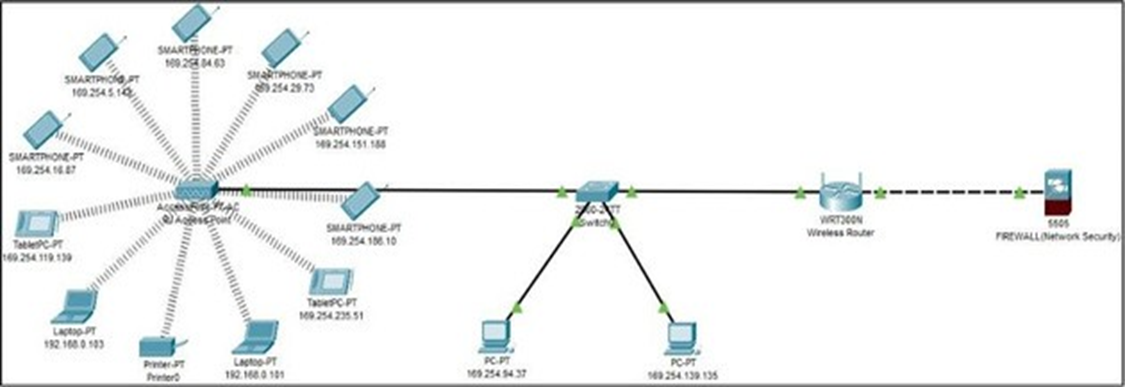 SMARTPHONE-PT
169.254.84.63
SMARTPHONE-PT
SMARTPHONE-PT
169.254.29.73
SMARTPHONE-PT
169.254.151.188
SMARTPHONE-PT
169.254.16.87
SMARTPHONE-PT
169.254.186.10
Access Point
Switch
WRT300N
Wireless Router
5505
FIREWALL(Network Security)
TabletPC-PT
169.254.119.139
TabletPC-PT
169.254.235.51
Laptop-PT
192.168.0.103
Printer-PT
Printer0
Laptop-PT
192.168.0.101
PC-PT
169.254.94.37
PC-PT
169.254.139.135